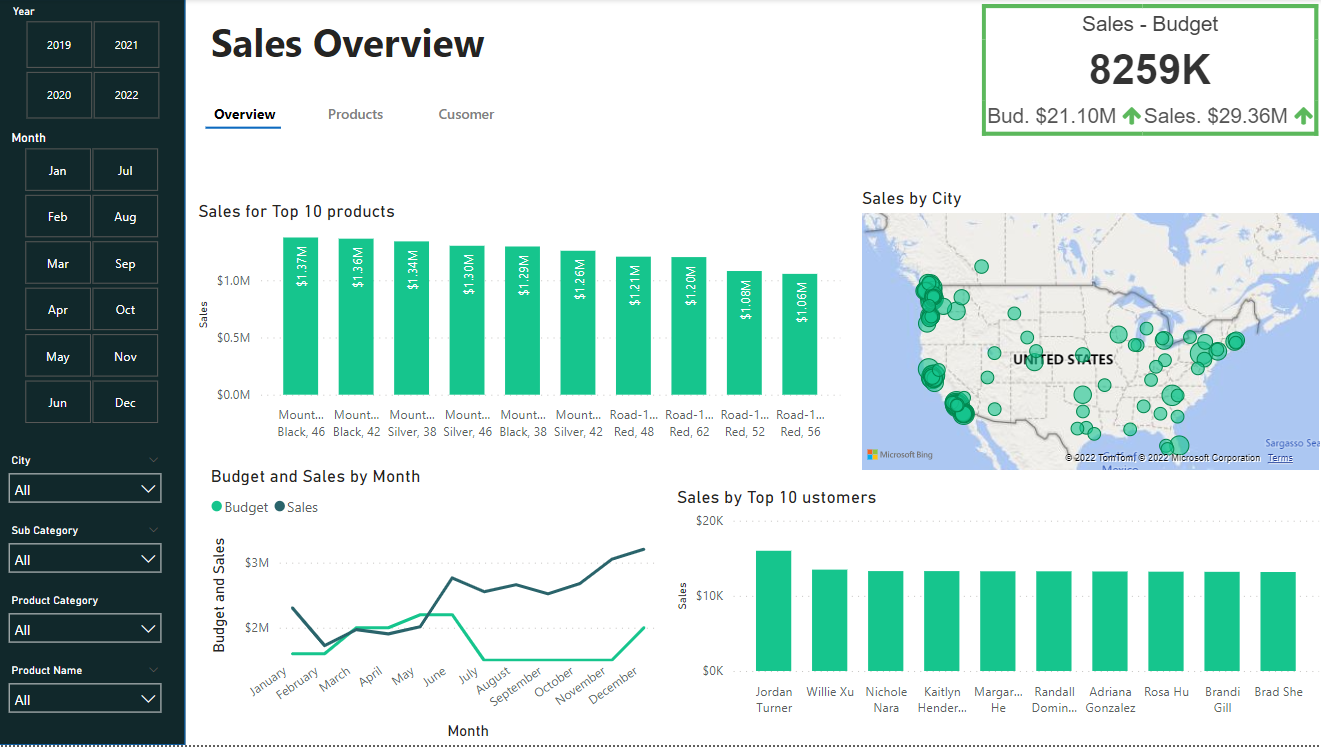 Year
2019
2021
2020
2022
Month
Jan
Jul
Feb
Aug
Mar
Sep
Apr
Oct
May
Nov
Jun
Dec
City
All
Sub Category
All
Product Category
All
Product Name
All
Sales Overview
Overview
Products
Cusomer
Sales - Budget
8259K
Bud. $21.10M Sales. $29.36M
Sales for Top 10 products
Sales
$1.0M
$0.5M
$0.0M
$1.37M
$1.36M
$1.34M
$1.30M
$1.29M
$1.26M
$1.21M
$1.20M
$1.08M
$1.06M
Mount...
Black, 46
Mount...
Black, 42
Mount...
Silver, 38
Mount...
Silver, 46
Mount...
Black, 38
Mount...
Silver, 42
Road-1...
Red, 48
Road-1...
Red, 62
Road-1...
Red, 52
Road-1...
Red, 56
Sales by City
UNITED STATES
Sargasso Sea
Microsoft Bing
© 2022 TomTom, © 2022 Microsoft Corporation Terms
Mexico
Budget and Sales by Month
Budget
Sales
Budget and Sales
$3M
$2M
January
February
March
April
May
June
July
August
September
October
November
December
Month
Sales by Top 10 ustomers
Sales
$20K
$10K
$0K
Jordan
Turner
Willie Xu
Nichole
Nara
Kaitlyn
Hender...
Margar...
He
Randall
Domin...
Adriana
Gonzalez
Rosa Hu
Brandi
Gill
Brad She